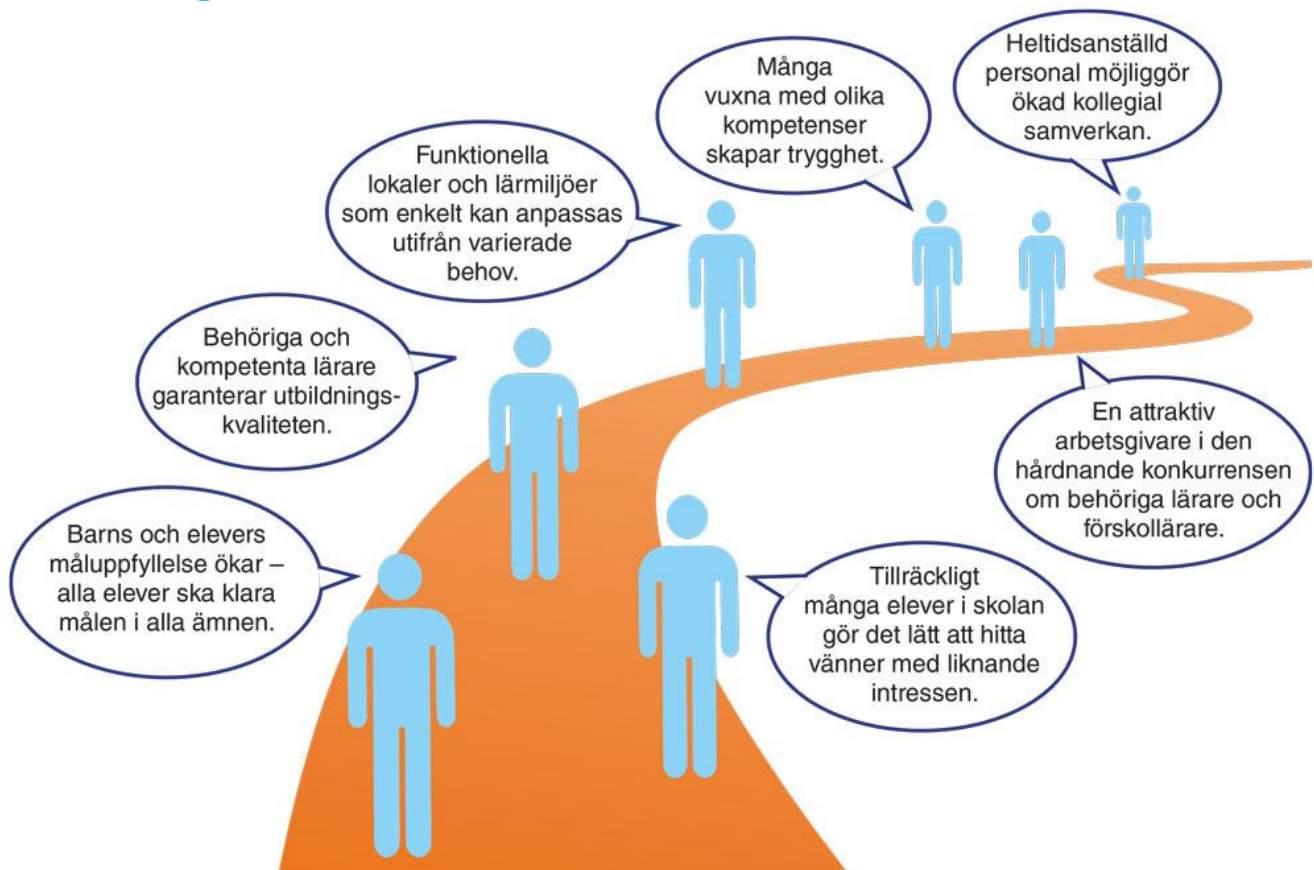 Heltidsanställd
personal möjliggör
ökad kollegial
samverkan.
Många
vuxna med olika
kompetenser
skapar trygghet.
Funktionella
lokaler och lärmiljöer
som enkelt kan anpassas
utifrån varierade
behov.
Behöriga och
kompetenta lärare
garanterar utbildnings-
kvaliteten.
En attraktiv
arbetsgivare i den
hårdnande konkurrensen
om behöriga lärare och
förskollärare.
Barns och elevers
måluppfyllelse ökar –
alla elever ska klara
målen i alla ämnen.
Tillräckligt
många elever i skolan
gör det lätt att hitta
vänner med liknande
intressen.